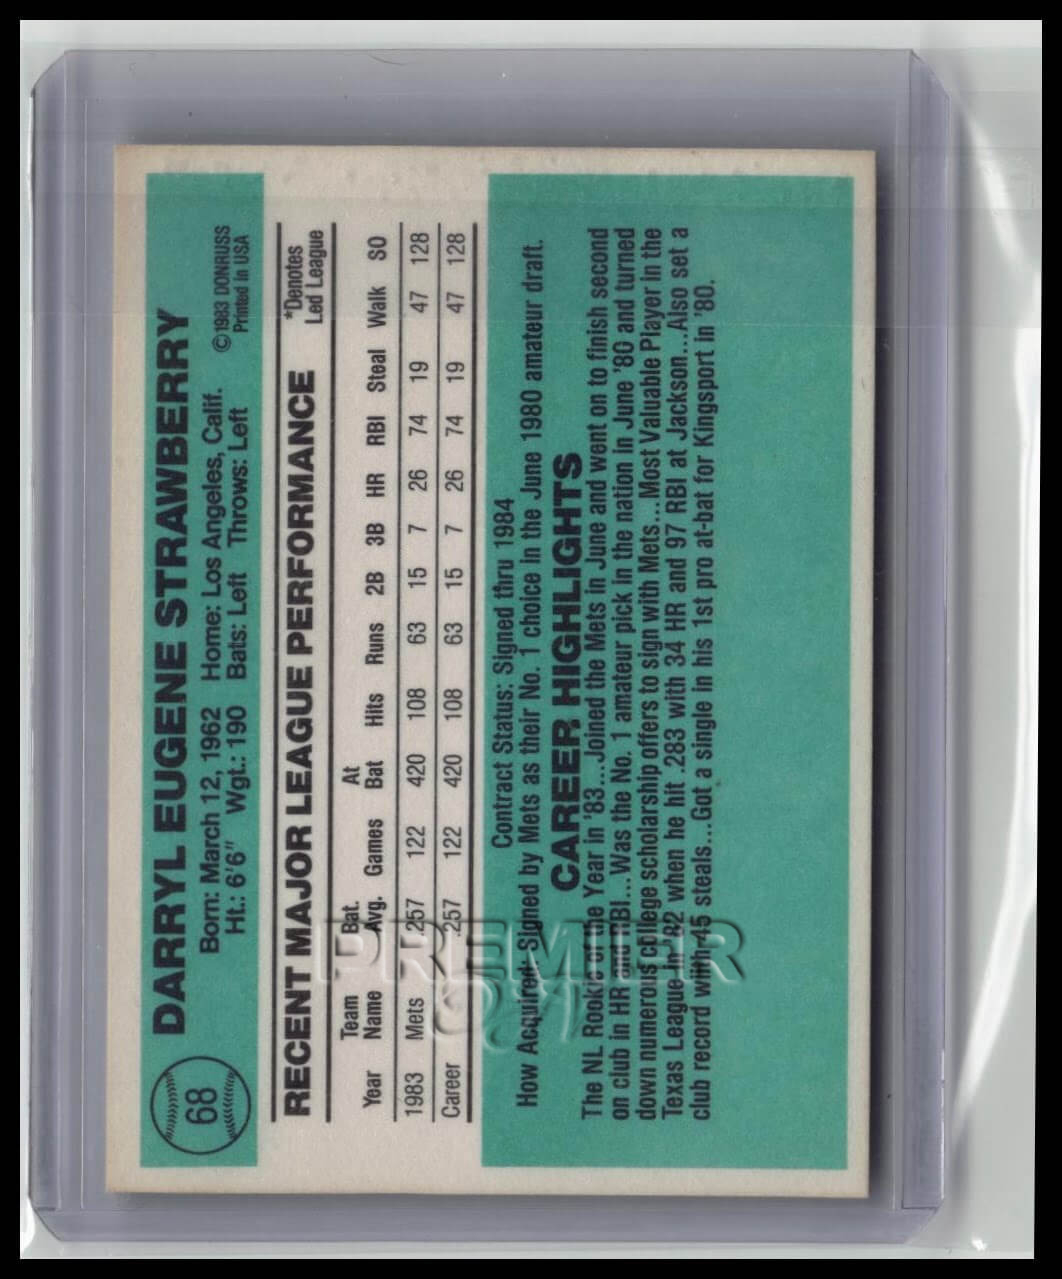 68
DARRYL EUGENE STRAWBERRY
Born: March 12, 1962 Home: Los Angeles, Calif. ©1983 DONRUSS
Ht.: 6'6" Wgt.: 190 Bats: Left Throws: Left Printed in USA
RECENT MAJOR LEAGUE PERFORMANCE *Denotes Led League
Year Team Name Bat. Avg. Games At Bat Hits Runs 2B 3B HR RBI Steal Walk SO
1983 Mets .257 122 420 108 63 15 7 26 74 19 47 128
Career .257 122 420 108 63 15 7 26 74 19 47 128
Contract Status: Signed thru 1984
How Acquired: Signed by Mets as their No. 1 choice in the June 1980 amateur draft.
CAREER HIGHLIGHTS
The NL Rookie of the Year in '83...Joined the Mets in June and went on to finish second
on club in HR and RBI...Was the No. 1 amateur pick in the nation in June '80 and turned
down numerous college scholarship offers to sign with Mets...Most Valuable Player in the
Texas League in '82 when he hit .283 with 34 HR and 97 RBI at Jackson...Also set a
club record with 45 steals...Got a single in his 1st pro at-bat for Kingsport in '80.
PREMIER